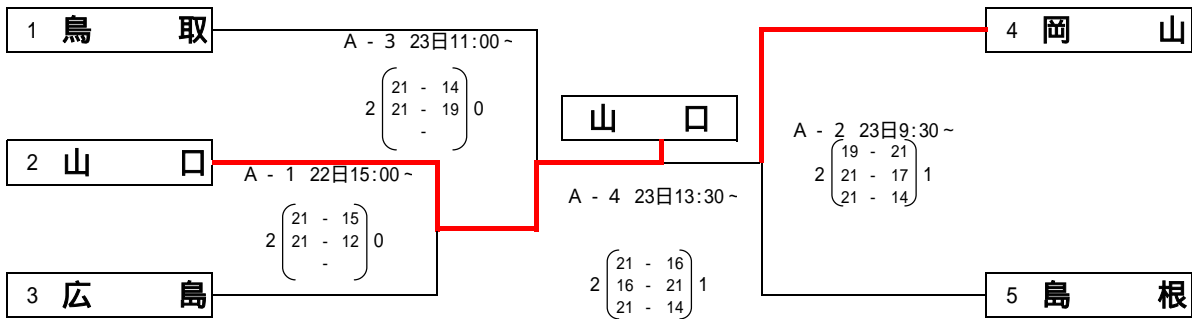 1 鳥 取
A - 3 23日11:00～
2 21 - 14 0
21 - 19
-
2 山 口
A - 1 22日15:00～
2 21 - 15 0
21 - 12
-
3 広 島
山 口
A - 4 23日13:30～
21 - 16
2 16 - 21 1
21 - 14
4 岡 山
A - 2 23日9:30～
19 - 21
2 21 - 17 1
21 - 14
5 島 根